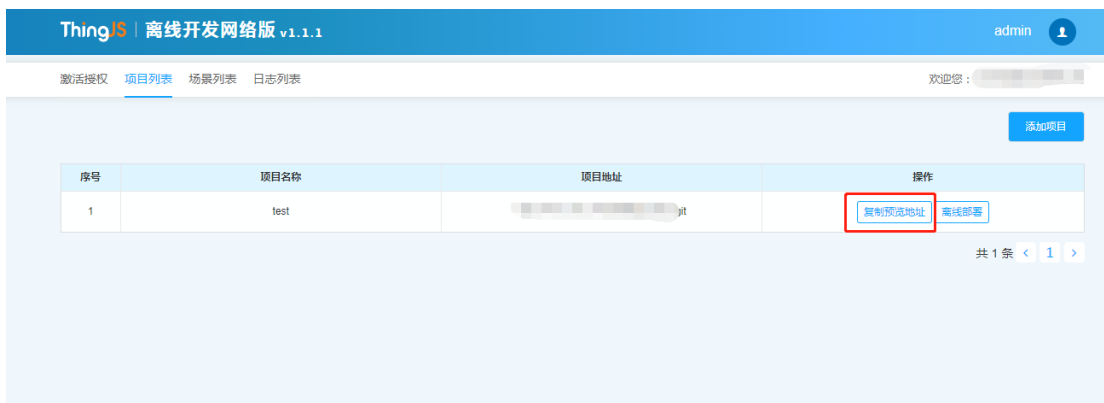 ThingJS 离线开发网络版 v1.1.1 admin
激活授权 项目列表 场景列表 日志列表 欢迎您：
添加项目
序号 项目名称 项目地址 操作
1 test git 复制预览地址 离线部署
共 1 条 < 1 >